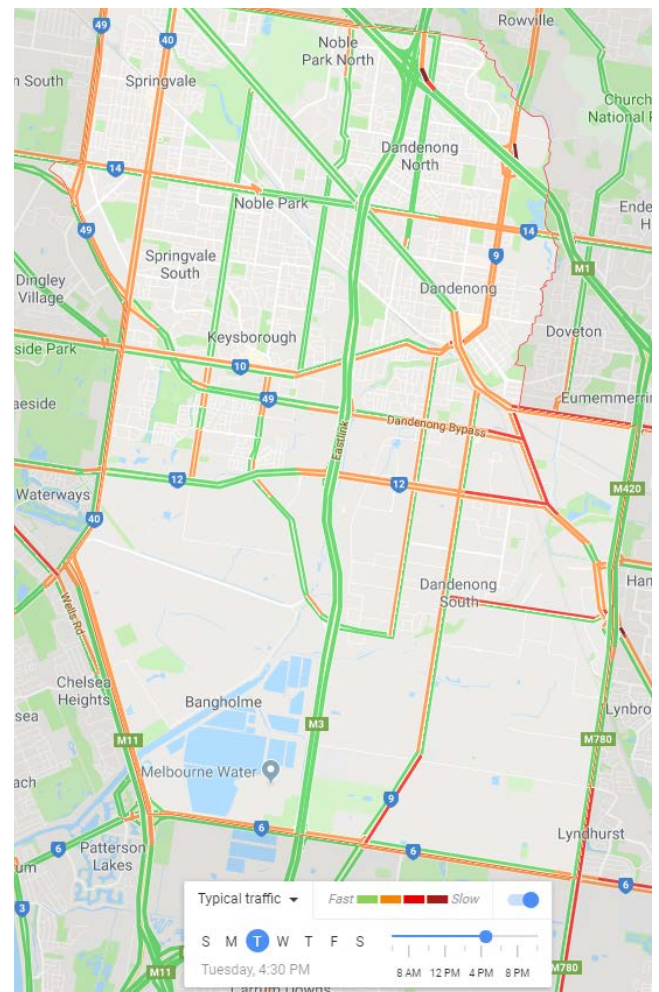 Rowville
49
40
Noble
Park North
n South
Springvale
9
Church
National
Dandenong
North
14
Noble Park
49
14
Ende
H
Springvale
South
9
M1
Dingley
Village
Dandenong
Doveton
Keysborough
side Park
10
aeside
49
Eumemmerrin
Dandenong Bypass
Eastlink
12
12
M420
Waterways
40
Dandenong
South
Ham
Wells Rd
Chelsea
Heights
Bangholme
Lynbro
sea
M11
M3
M780
ach
Melbourne Water
9
6
Lyndhurst
6
Patterson
Lakes
6
6
um
3
Typical traffic
Fast
Slow
S M T W T F S
Tuesday, 4:30 PM
8 AM 12 PM 4 PM 8 PM
M11
M780
Carrum Downs